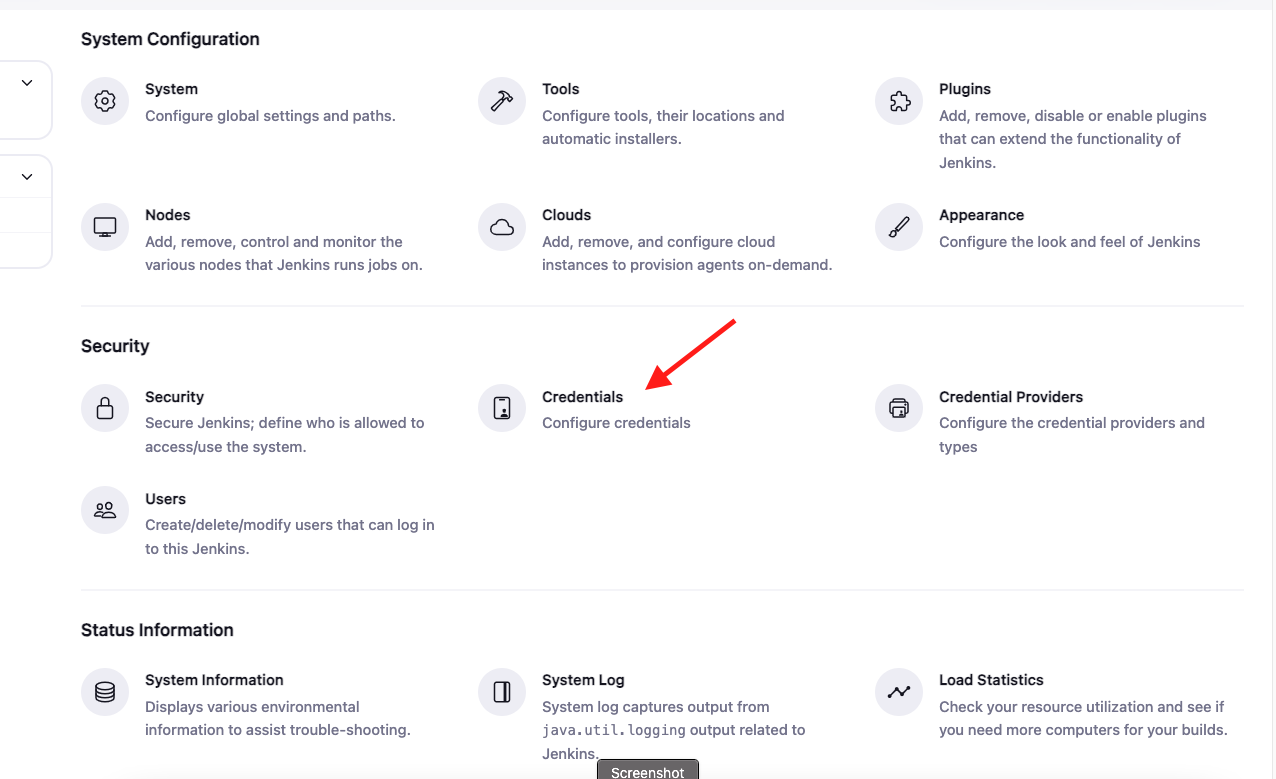 System Configuration
System
Configure global settings and paths.
Tools
Configure tools, their locations and
automatic installers.
Plugins
Add, remove, disable or enable plugins
that can extend the functionality of
Jenkins.
Nodes
Add, remove, control and monitor the
various nodes that Jenkins runs jobs on.
Clouds
Add, remove, and configure cloud
instances to provision agents on-demand.
Appearance
Configure the look and feel of Jenkins
Security
Security
Secure Jenkins; define who is allowed to
access/use the system.
Credentials
Configure credentials
Credential Providers
Configure the credential providers and
types
Users
Create/delete/modify users that can log in
to this Jenkins.
Status Information
System Information
Displays various environmental
information to assist trouble-shooting.
System Log
System log captures output from
java.util.logging output related to
Jenkins.
Load Statistics
Check your resource utilization and see if
you need more computers for your builds.
Screenshot